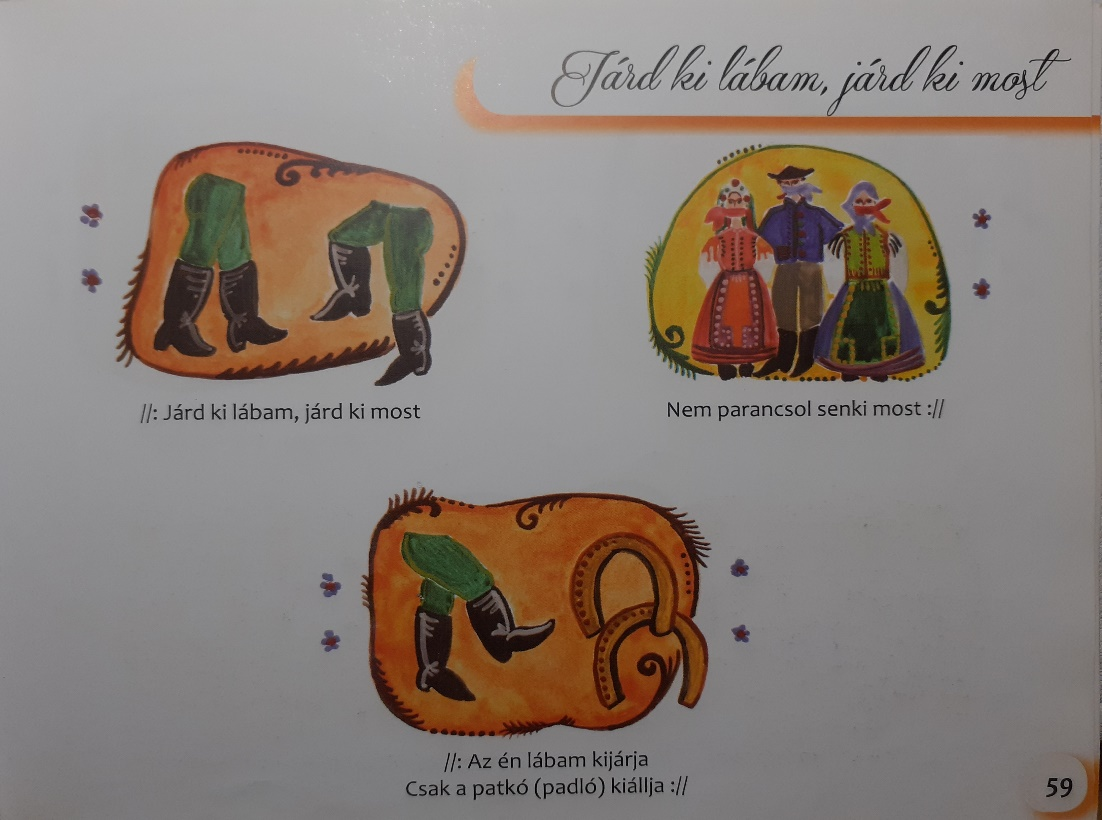 Járd ki lábam, járd ki most
//: Járd ki lábam, járd ki most
Nem parancsol senki most ://
//: Az én lábam kijárja
Csak a patkó (padló) kiállja ://
59